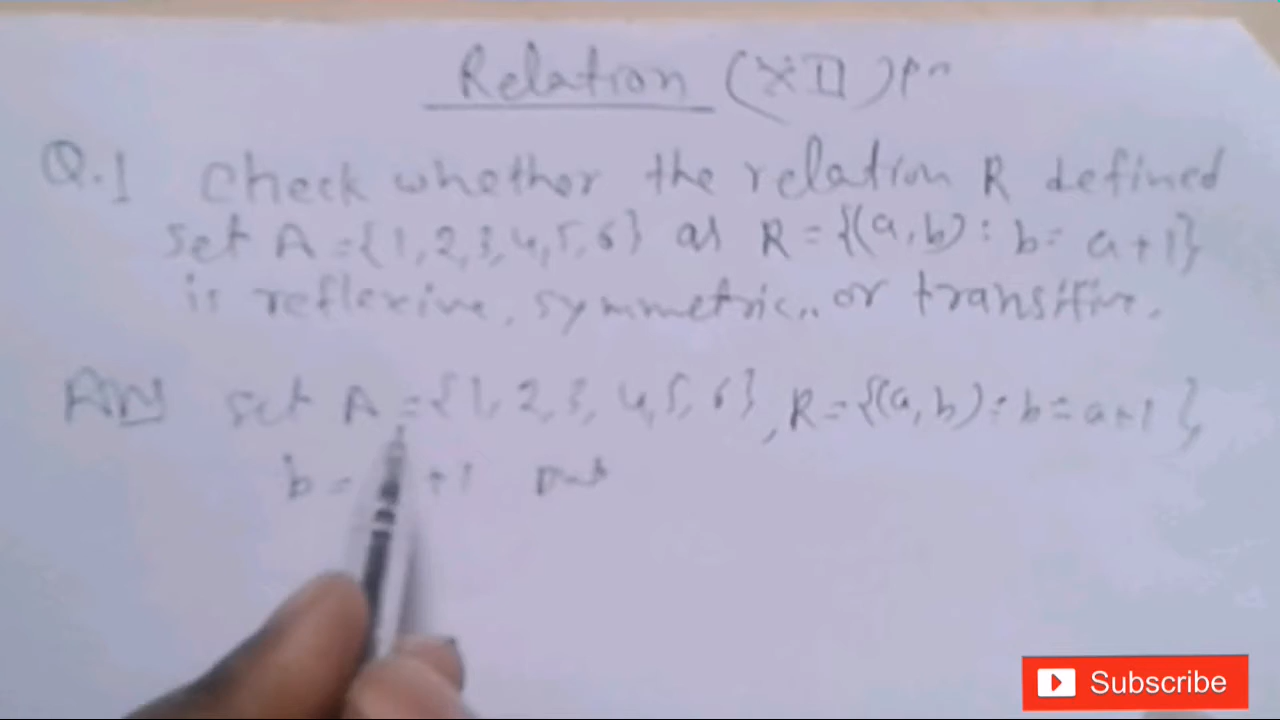 Relation (XII)
Q.1 Check whether the relation R defined
set A = {1,2,3,4,5,6} as R = {(a,b) : b = a+1}
is reflexive, symmetric, or transitive.
Ans set A = {1,2,3,4,5,6}, R = {(a,b) : b = a+1},
b = +1
Subscribe